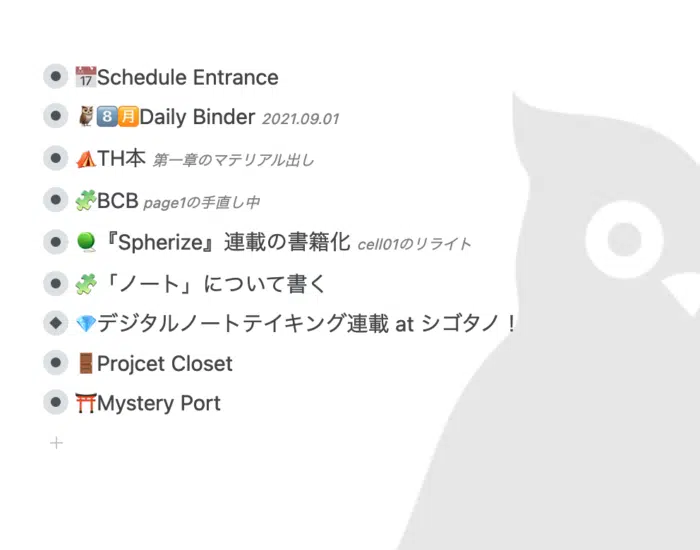 📅Schedule Entrance
🦉8️⃣🈷️Daily Binder 2021.09.01
⛺TH本 第一章のマテリアル出し
🧩BCB page1の手直し中
『Spherize』連載の書籍化 cell01のリライト
🧩「ノート」について書く
💎デジタルノートテイキング連載 at シゴタノ！
🚪Projcet Closet
⛩️Mystery Port